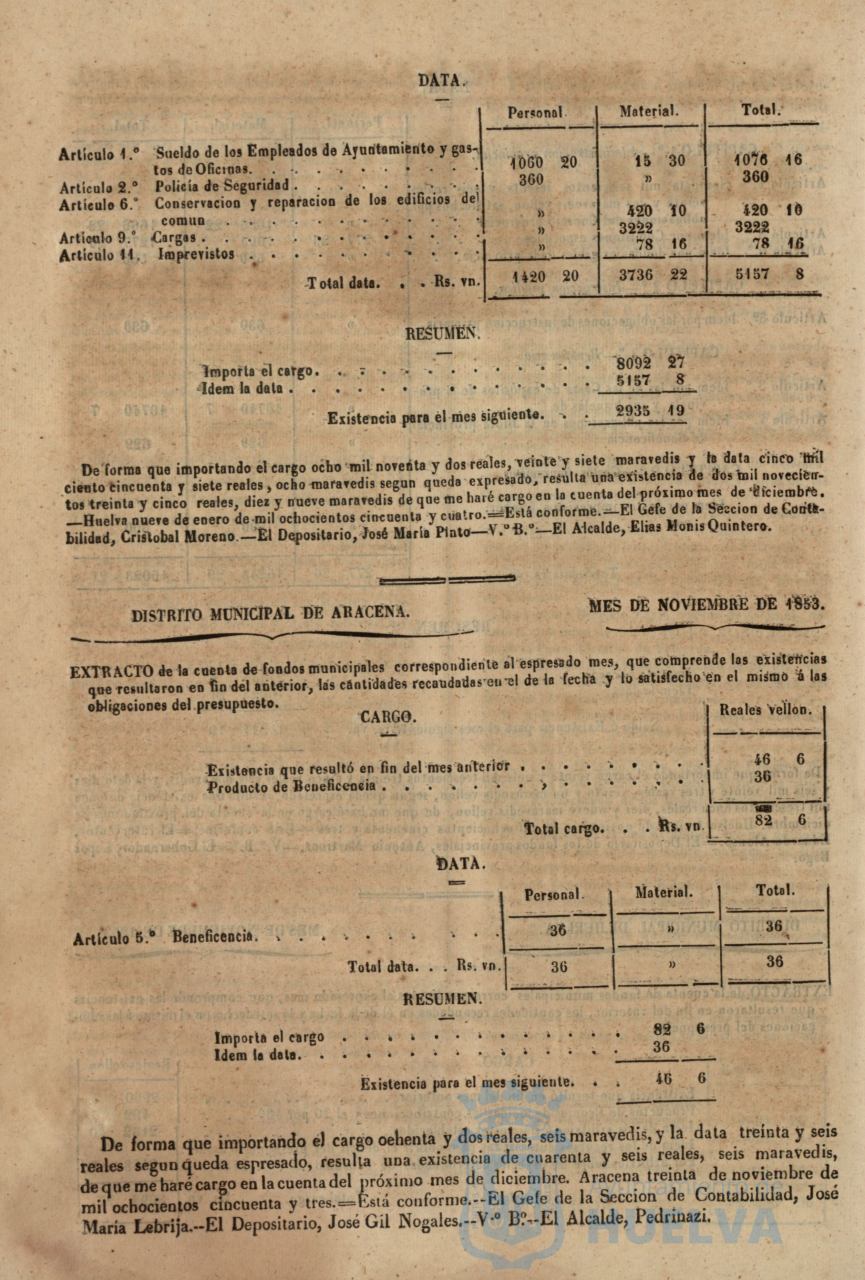 DATA.
Personal. Material. Total.
Artículo 1.º Sueldo de los Empleados de Ayuntamiento y gas-
tos de Oficinas. 1060 20 15 30 1076 16
Artículo 2.º Policía de Seguridad . 360 » 360
Artículo 6.º Conservacion y reparacion de los edificios del
comun . » 420 10 420 10
Artículo 9.º Cargas . » 3222 3222
Artículo 11. Imprevistos . » 78 16 78 16
Total data. . . Rs. vn. 1420 20 3736 22 5157 8
RESUMEN.
Importa el cargo. 8092 27
Idem la data . 5157 8
Existencia para el mes siguiente. . . 2935 19
De forma que importando el cargo ocho mil noventa y dos reales, veinte y siete maravedis y la data cinco mil
ciento cincuenta y siete reales, ocho maravedis segun queda expresado, resulta una existencia de dos mil novecien-
tos treinta y cinco reales, diez y nueve maravedis de que me haré cargo en la cuenta del próximo mes de diciembre.
—Huelva nueve de enero de mil ochocientos cincuenta y cuatro.=Está conforme.—El Gefe de la Seccion de Conta-
bilidad, Cristobal Moreno.—El Depositario, José María Pinto—V.º B.º—El Alcalde, Elias Monis Quintero.
DISTRITO MUNICIPAL DE ARACENA. MES DE NOVIEMBRE DE 1853.
EXTRACTO de la cuenta de fondos municipales correspondiente al espresado mes, que comprende las existencias
que resultaron en fin del anterior, las cantidades recaudadas en el de la fecha y lo satisfecho en el mismo á las
obligaciones del presupuesto.
CARGO. Reales vellon.
Existencia que resultó en fin del mes anterior . 46 6
Producto de Beneficencia . 36
Total cargo. . . Rs. vn. 82 6
DATA.
Personal. Material. Total.
Artículo 5.º Beneficencia. 36 » 36
Total data. . . Rs. vn. 36 » 36
RESUMEN.
Importa el cargo . 82 6
Idem la data. 36
Existencia para el mes siguiente. . . 46 6
De forma que importando el cargo oehenta y dos reales, seis maravedis, y la data treinta y seis
reales segun queda espresado, resulta una existencia de cuarenta y seis reales, seis maravedis,
de que me haré cargo en la cuenta del próximo mes de diciembre. Aracena treinta de noviembre de
mil ochocientos cincuenta y tres.=Está conforme.--El Gefe de la Seccion de Contabilidad, José
María Lebrija.--El Depositario, José Gil Nogales.--V.º B.º--El Alcalde, Pedrinazi.
HUELVA